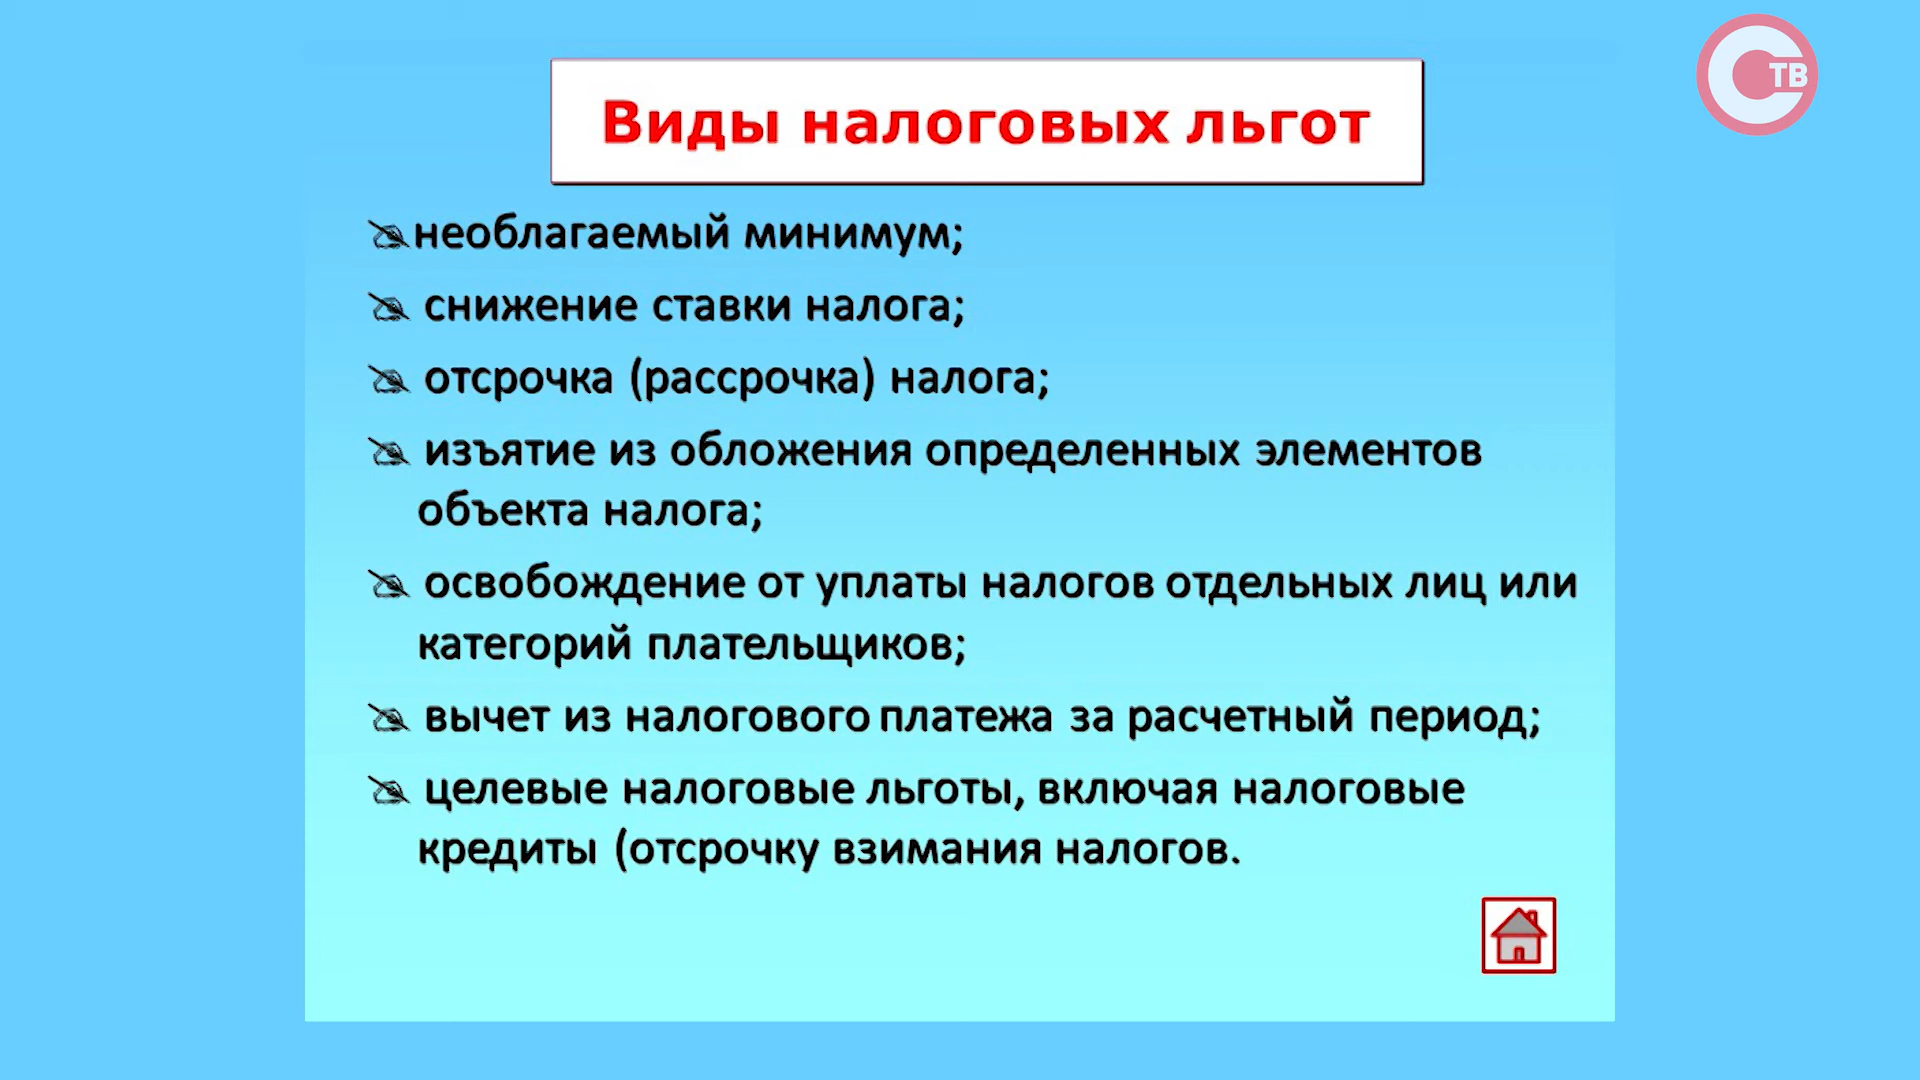 ТВ
Виды налоговых льгот
необлагаемый минимум;
снижение ставки налога;
отсрочка (рассрочка) налога;
изъятие из обложения определенных элементов
объекта налога;
освобождение от уплаты налогов отдельных лиц или
категорий плательщиков;
вычет из налогового платежа за расчетный период;
целевые налоговые льготы, включая налоговые
кредиты (отсрочку взимания налогов.